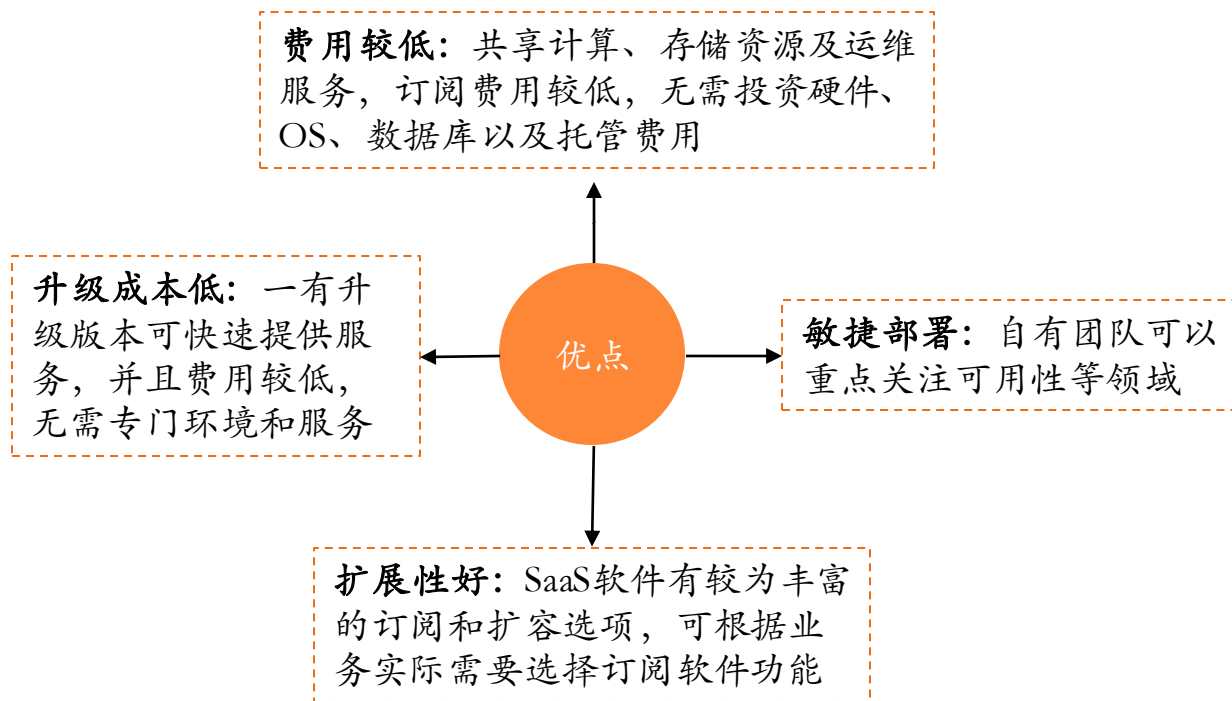 费用较低：共享计算、存储资源及运维
服务，订阅费用较低，无需投资硬件、
OS、数据库以及托管费用
升级成本低：一有升
级版本可快速提供服
务，并且费用较低，
无需专门环境和服务
优点
敏捷部署：自有团队可以
重点关注可用性等领域
扩展性好：SaaS软件有较为丰富
的订阅和扩容选项，可根据业
务实际需要选择订阅软件功能